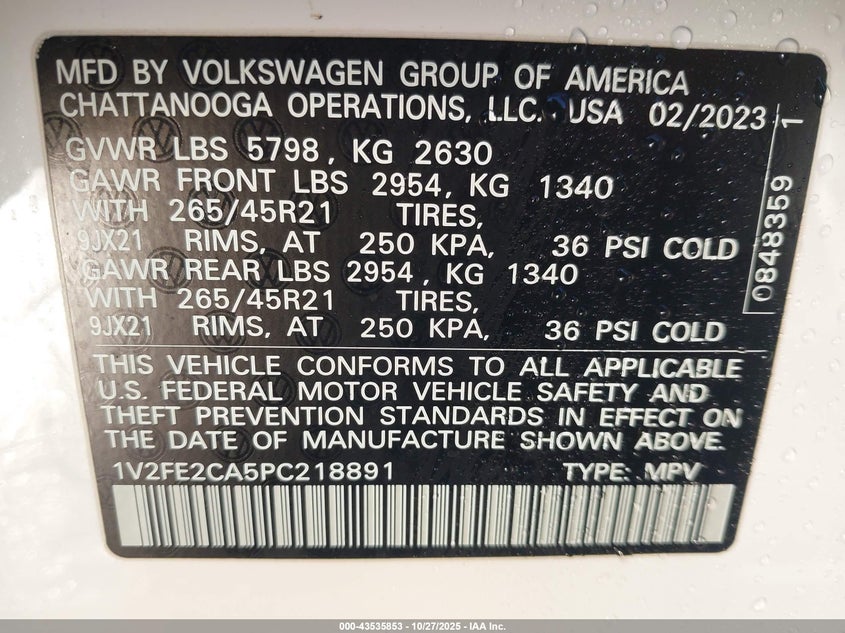 MFD BY VOLKSWAGEN GROUP OF AMERICA
CHATTANOOGA OPERATIONS, LLC. USA 02/2023
GVWR LBS 5798, KG 2630
GAWR FRONT LBS 2954, KG 1340
WITH 265/45R21 TIRES,
9JX21 RIMS, AT 250 KPA, 36 PSI COLD
GAWR REAR LBS 2954, KG 1340
WITH 265/45R21 TIRES,
9JX21 RIMS, AT 250 KPA, 36 PSI COLD
0848359 1
THIS VEHICLE CONFORMS TO ALL APPLICABLE
U.S. FEDERAL MOTOR VEHICLE SAFETY AND
THEFT PREVENTION STANDARDS IN EFFECT ON
THE DATE OF MANUFACTURE SHOWN ABOVE.
1V2FE2CA5PC218891 TYPE: MPV
000-43535853 | 10/27/2025 - IAA Inc.